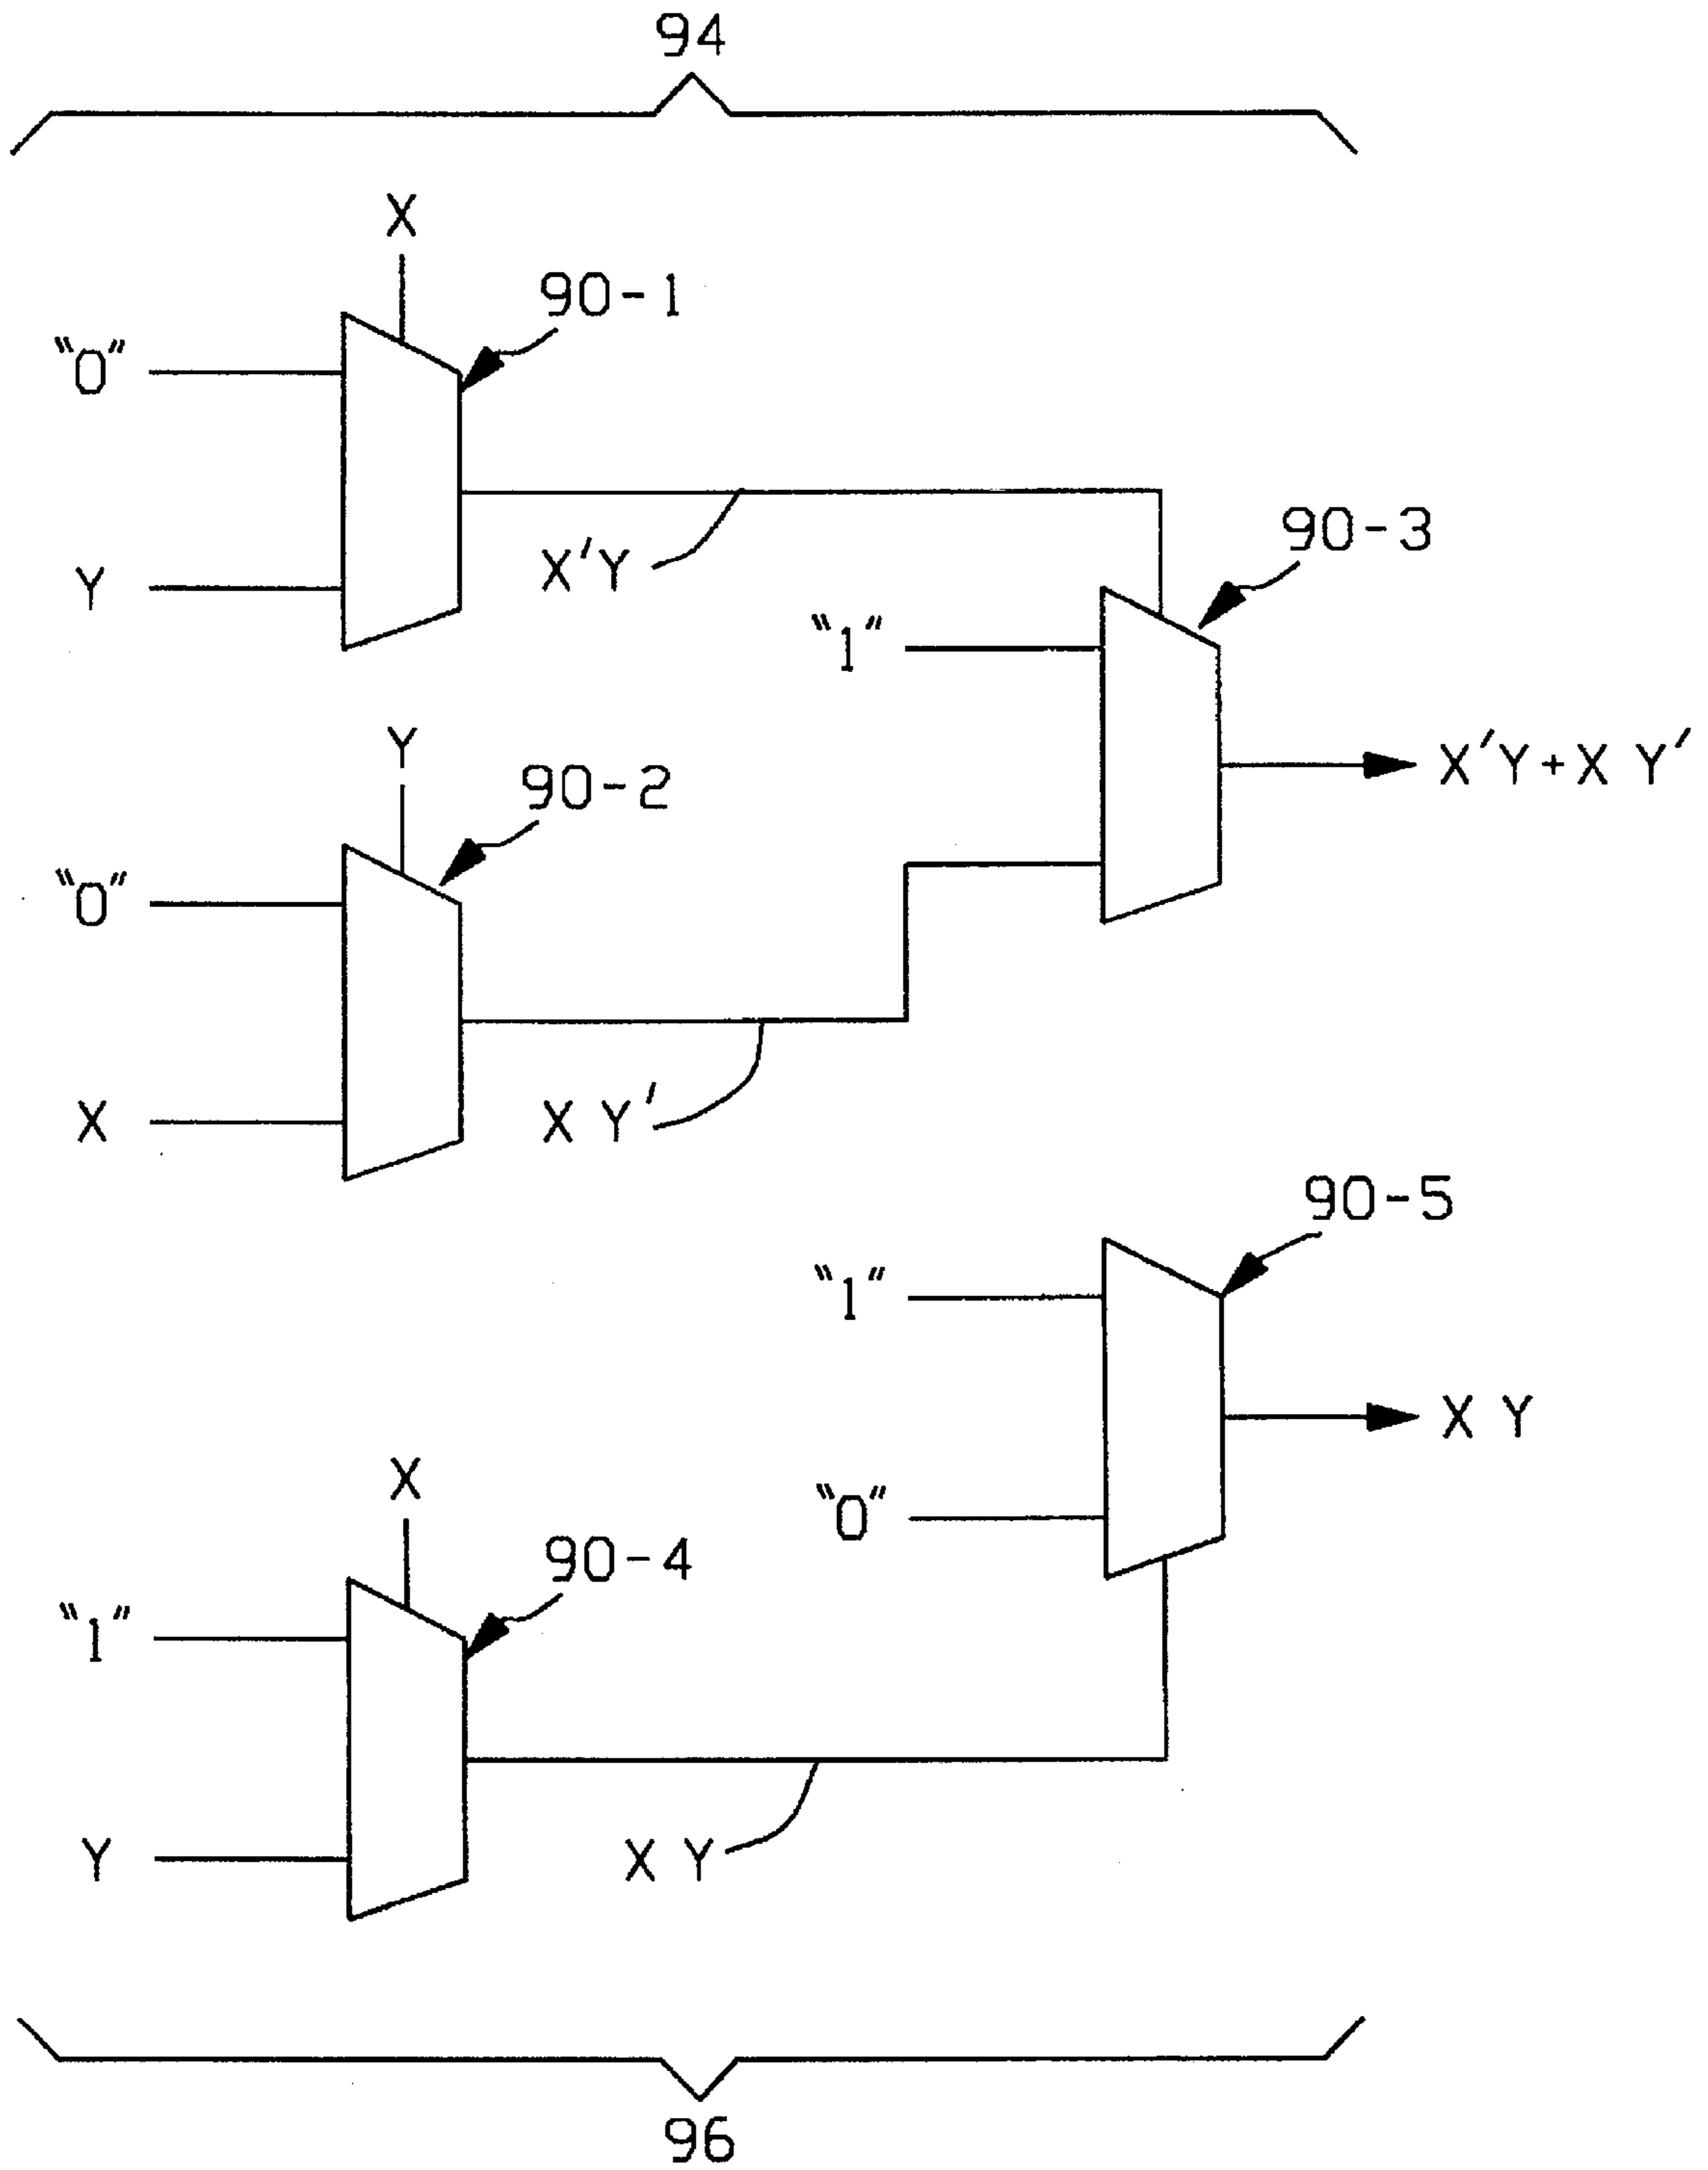 94
X
90-1
“0”
Y
X'Y
90-3
“1”
X'Y+X Y'
Y
90-2
“0”
X
X Y'
90-5
“1”
X Y
“0”
X
90-4
“1”
Y
X Y
96